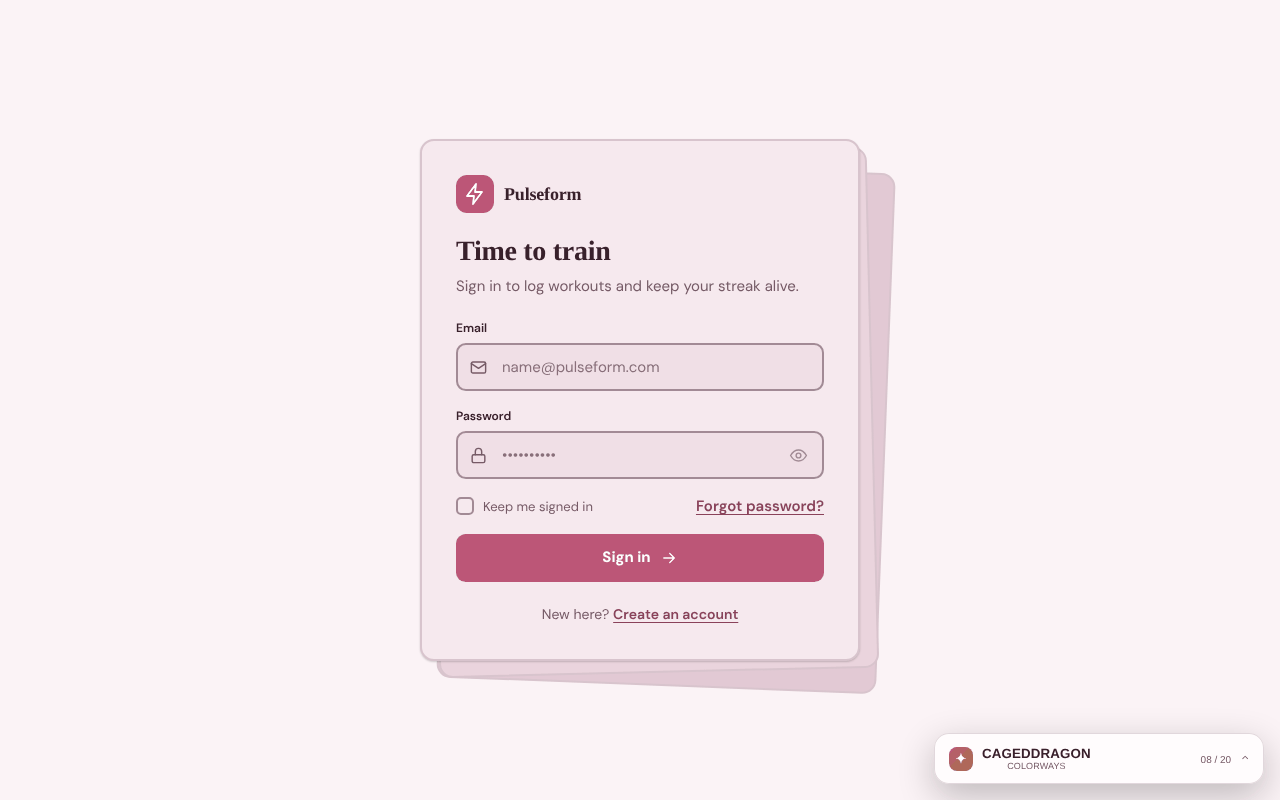 Pulseform
Time to train
Sign in to log workouts and keep your streak alive.
Email
name@pulseform.com
Password
••••••••••
Keep me signed in
Forgot password?
Sign in →
New here? Create an account
CAGEDDRAGON
COLORWAYS
08 / 20